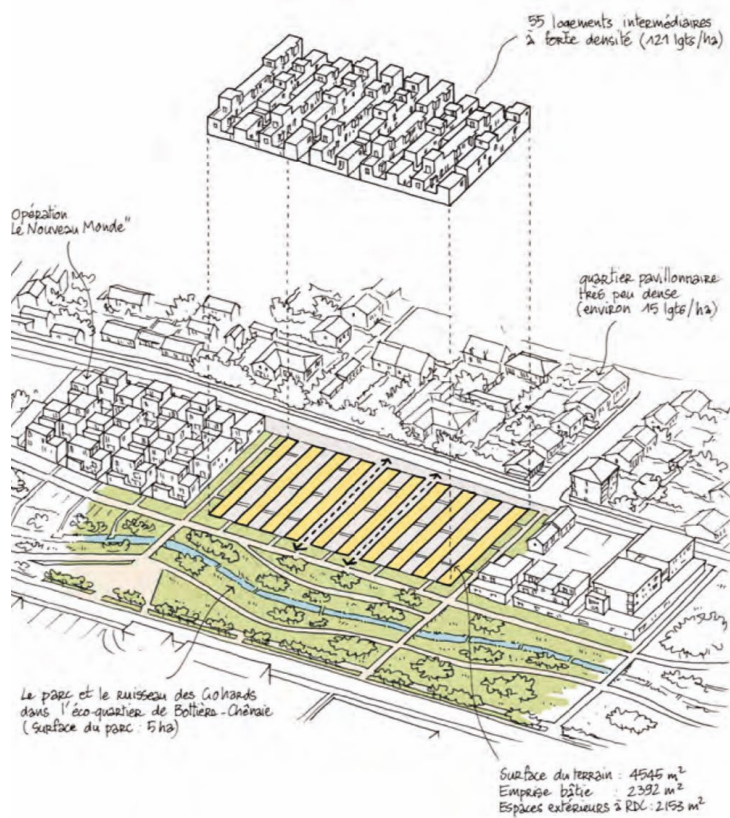 55 logements intermédiaires
à forte densité (121 lgts/ha)
Opération
Le Nouveau Monde"
quartier pavillonnaire
très peu dense
(environ 15 lgts/ha)
Le parc et le ruisseau des Gohards
dans l'éco-quartier de Bottière-Chênaie
(surface du parc : 5 ha)
Surface du terrain : 4545 m²
Emprise bâtie : 2392 m²
Espaces extérieurs à RDC : 2153 m²